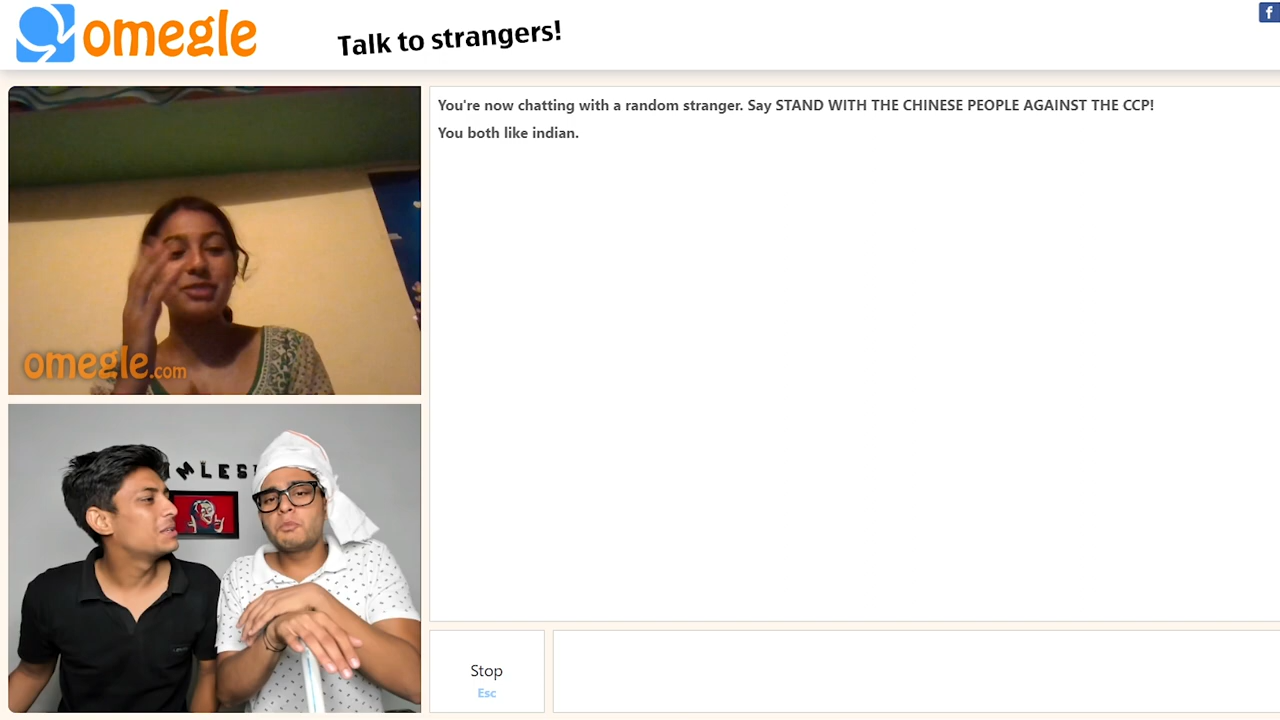 omegle
Talk to strangers!
f
You're now chatting with a random stranger. Say STAND WITH THE CHINESE PEOPLE AGAINST THE CCP!
You both like indian.
omegle.com
MLES
Stop
Esc